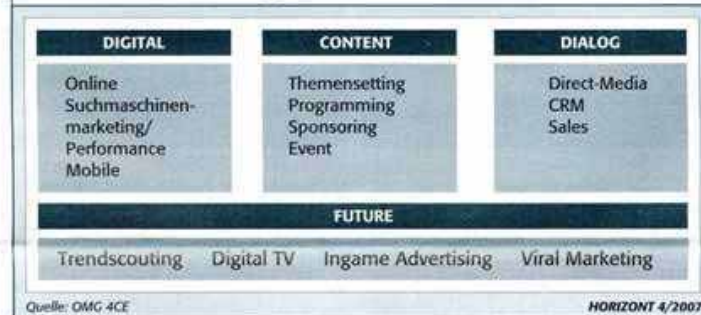 DIGITAL
Online
Suchmaschinen-
marketing/
Performance
Mobile
CONTENT
Themensetting
Programming
Sponsoring
Event
DIALOG
Direct-Media
CRM
Sales
FUTURE
Trendscouting Digital TV Ingame Advertising Viral Marketing
Quelle: OMG 4CE HORIZONT 4/2007